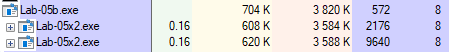 Lab-05b.exe 704 K 3 820 K 572 8
Lab-05x2.exe 0.16 608 K 3 584 K 2176 8
Lab-05x2.exe 0.16 620 K 3 588 K 9640 8